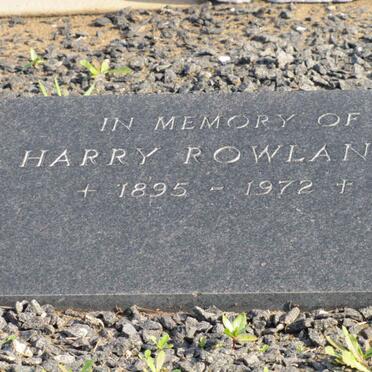 IN MEMORY OF
HARRY ROWLAN
+ 1895 - 1972 +